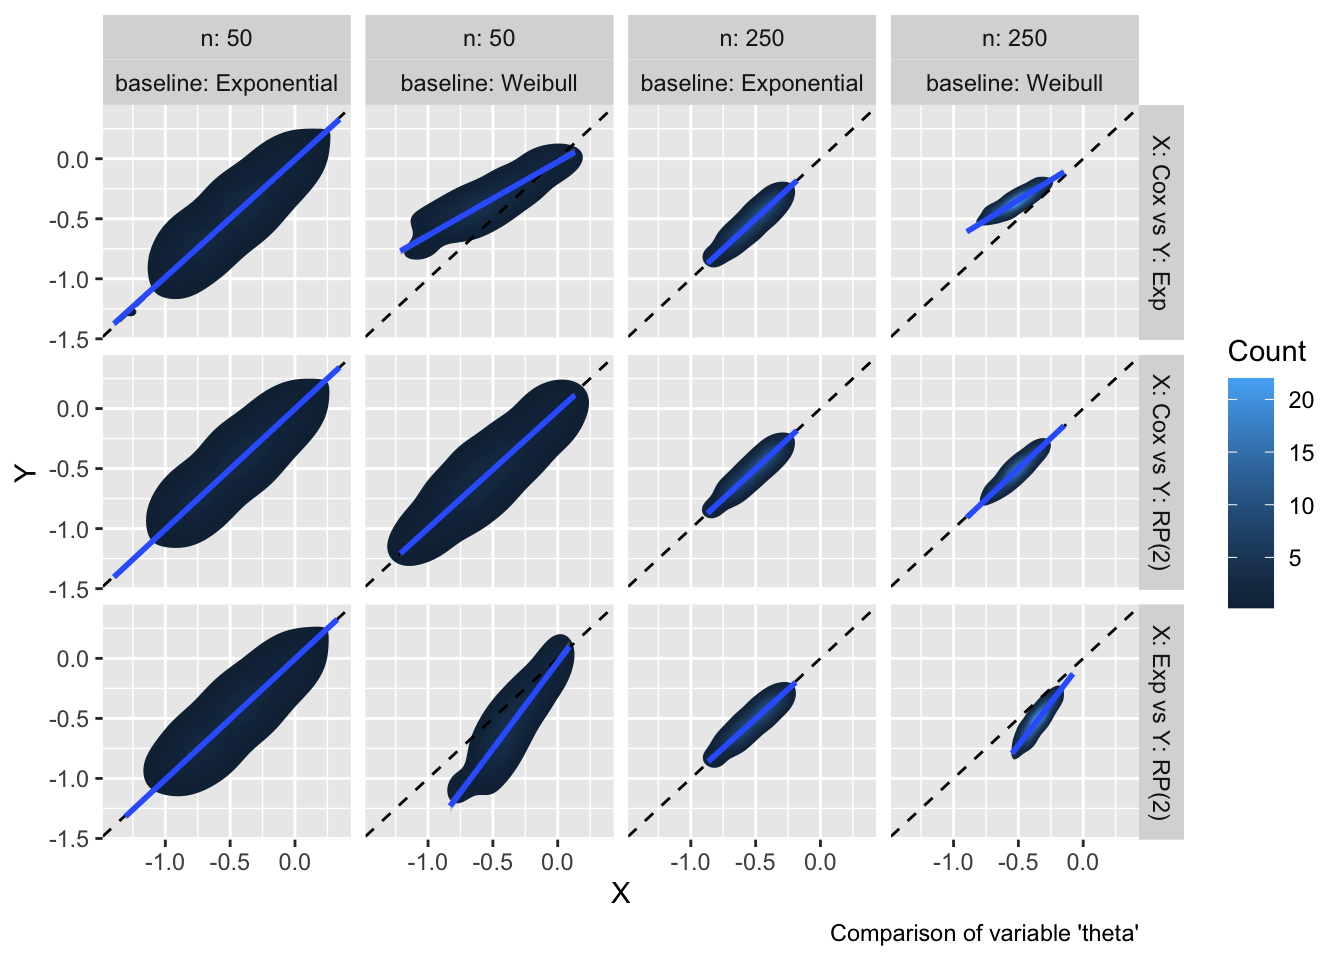 n: 50
n: 50
n: 250
n: 250
baseline: Exponential
baseline: Weibull
baseline: Exponential
baseline: Weibull
0.0
-0.5
-1.0
-1.5
X: Cox vs Y: Exp
0.0
-0.5
-1.0
-1.5
X: Cox vs Y: RP(2)
0.0
-0.5
-1.0
-1.5
X: Exp vs Y: RP(2)
Y
-1.0 -0.5 0.0
-1.0 -0.5 0.0
-1.0 -0.5 0.0
-1.0 -0.5 0.0
X
Count
20
15
10
5
Comparison of variable 'theta'